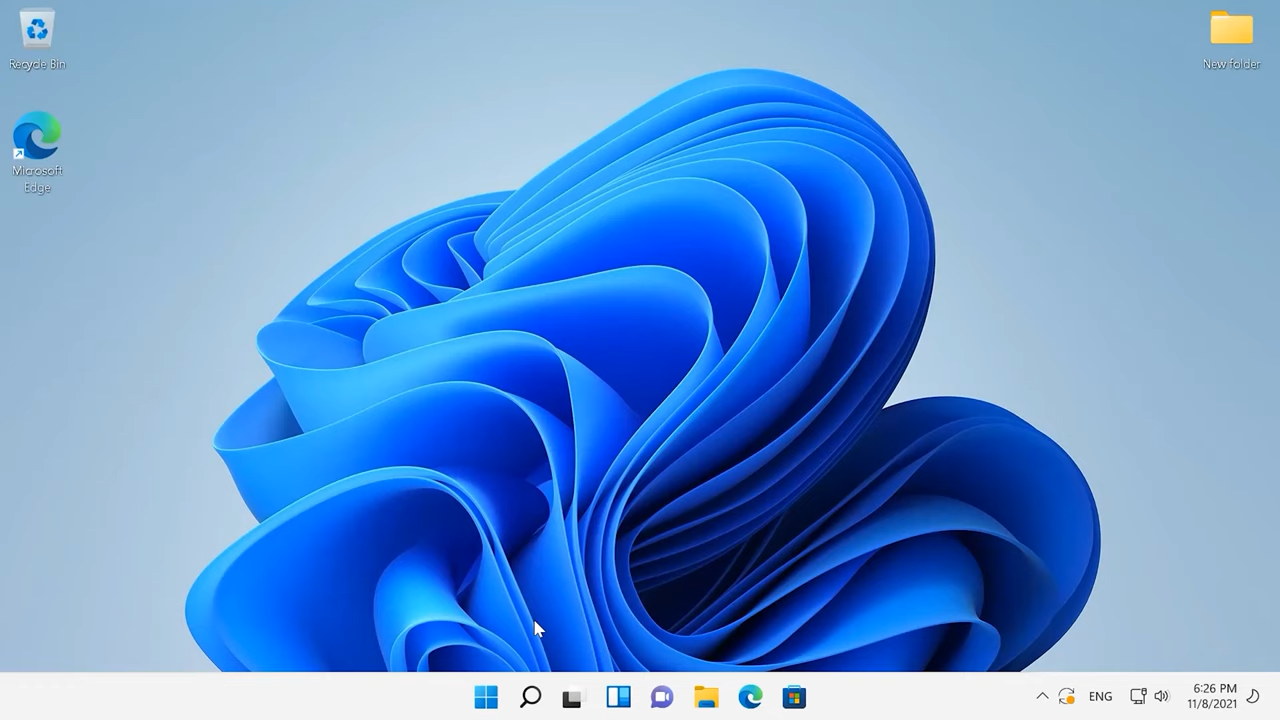 Recycle Bin
New folder
Microsoft
Edge
ENG
6:26 PM
11/8/2021